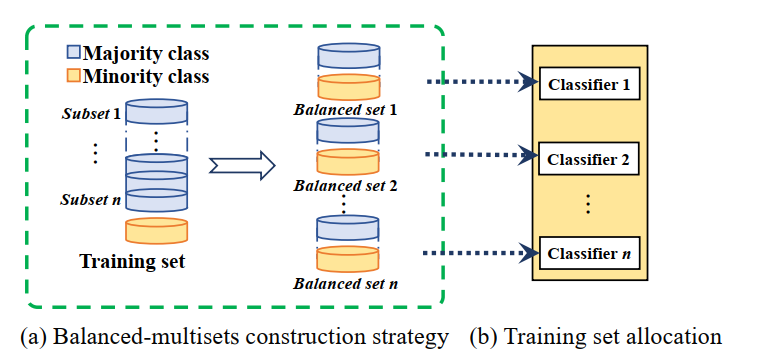 Majority class
Minority class
Subset 1
⋮
⋮
Subset n
Training set
Balanced set 1
Balanced set 2
...
Balanced set n
Classifier 1
Classifier 2
⋮
Classifier n
(a) Balanced-multisets construction strategy
(b) Training set allocation